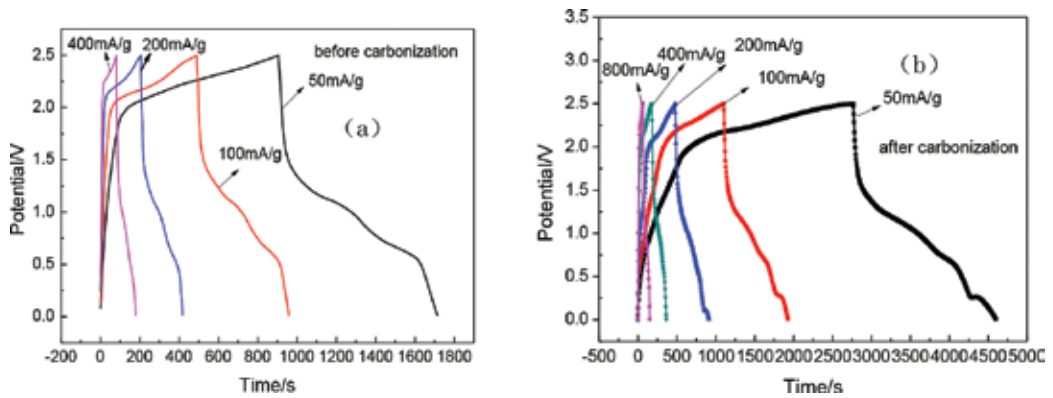 400mA/g
200mA/g
before carbonization
50mA/g
(a)
100mA/g
Potential/V
2.5
2.0
1.5
1.0
0.5
0.0
-200 0 200 400 600 800 1000 1200 1400 1600 1800
Time/s
800mA/g
400mA/g
200mA/g
100mA/g
(b)
50mA/g
after carbonization
Potential/V
3.5
3.0
2.5
2.0
1.5
1.0
0.5
0.0
-500 0 500 1000 1500 2000 2500 3000 3500 4000 4500 5000
Time/s